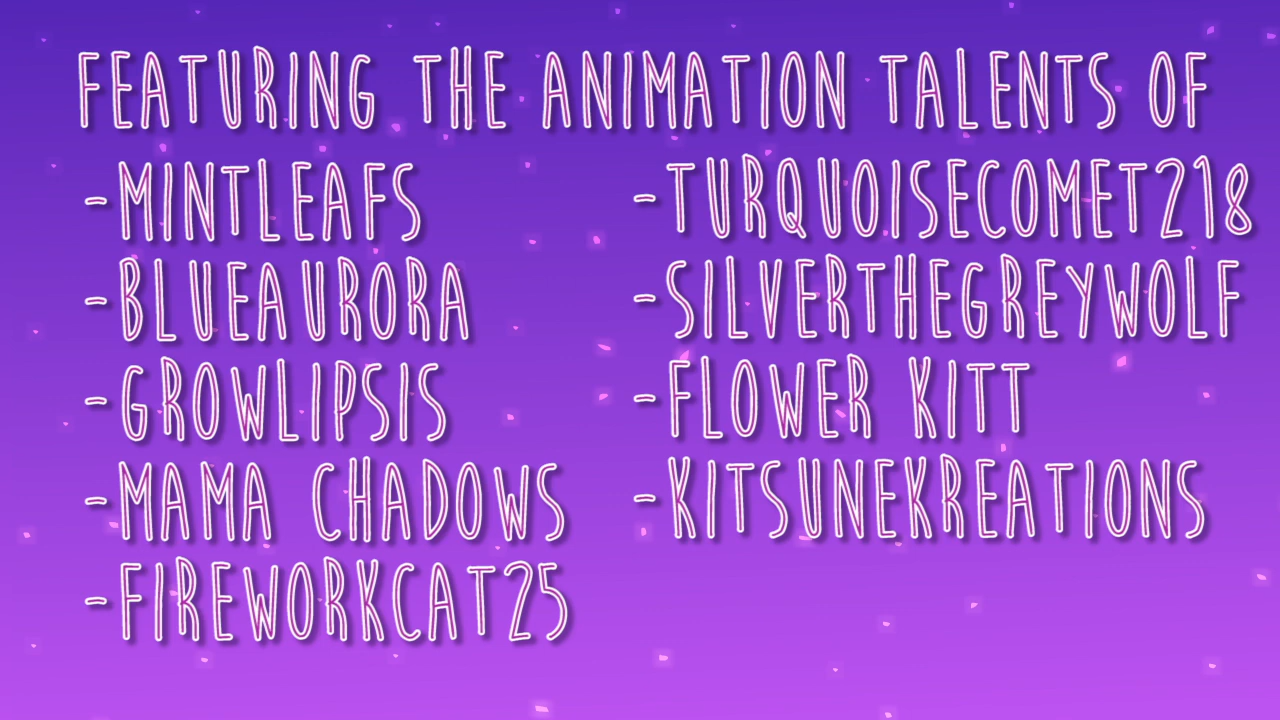 FEATURING THE ANIMATION TALENTS OF
-MINTLEAFS
-BLUEAURORA
-GROWLIPSIS
-MAMA CHADOWS
-FIREWORKCAT25
-TURQUOISECOMET218
-SILVERTHEGREYWOLF
-FLOWER KITT
-KITSUNEKREATIONS